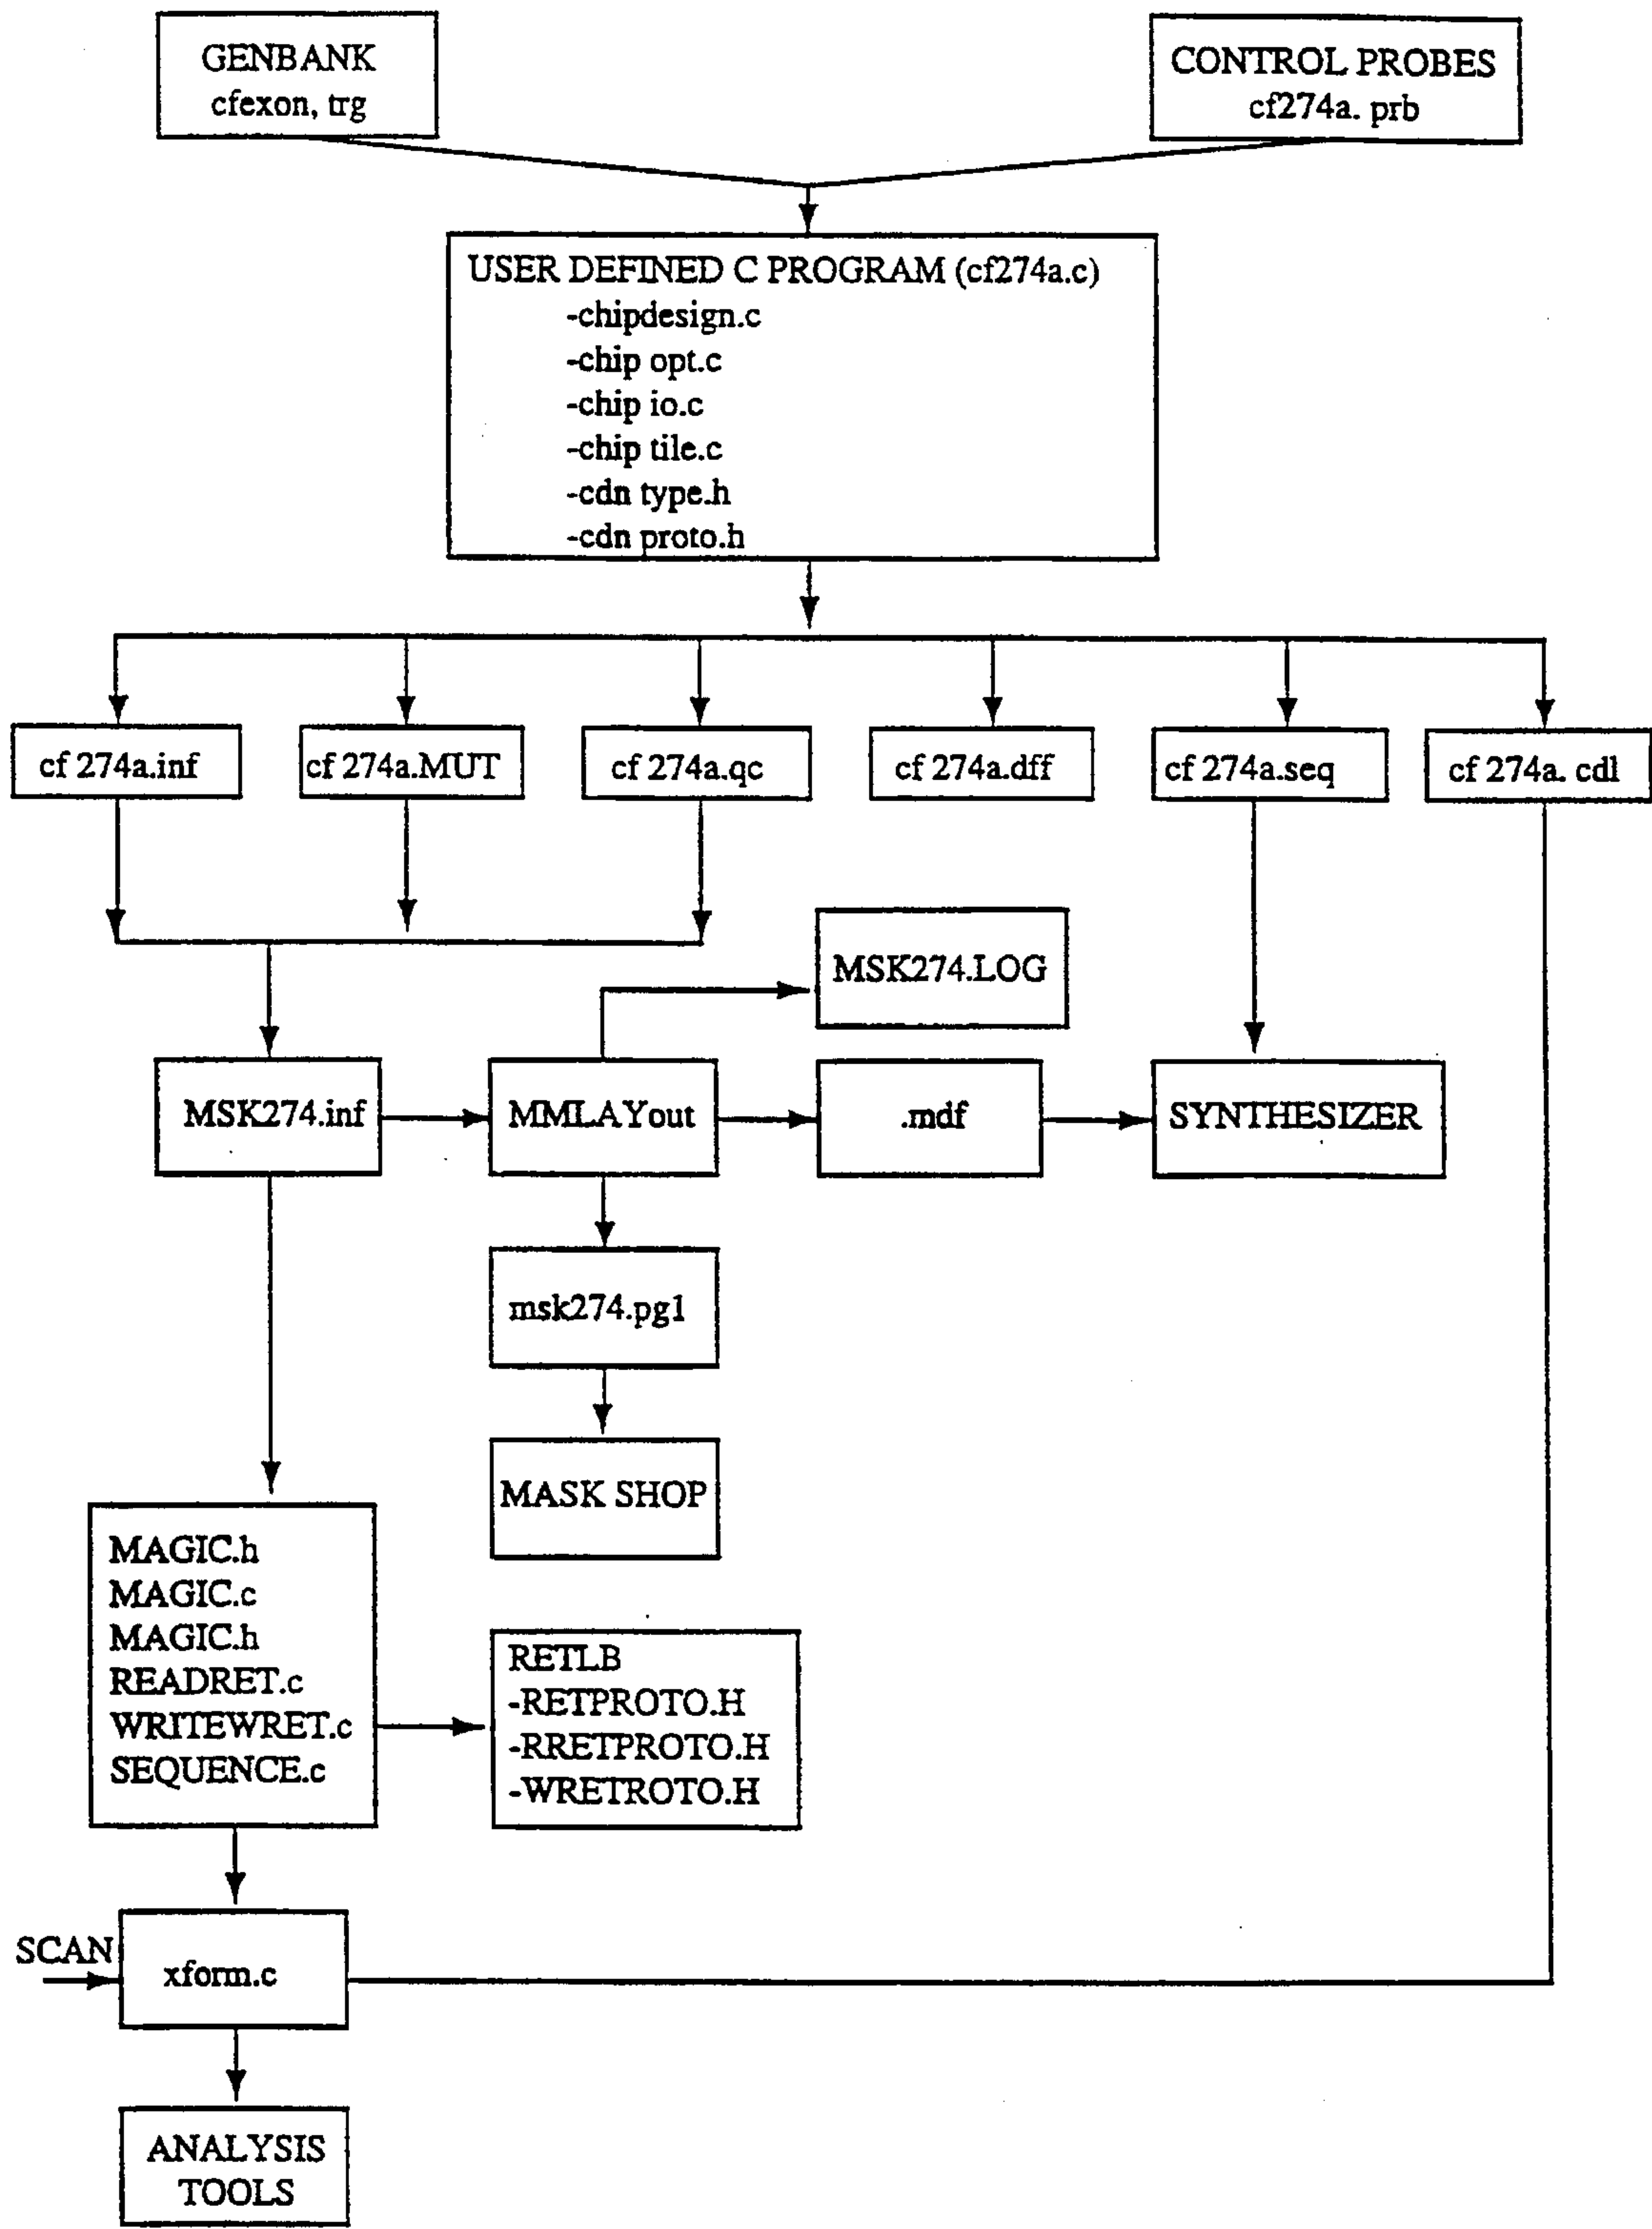 GENBANK
cfexon, trg
CONTROL PROBES
cf274a. prb
USER DEFINED C PROGRAM (cf274a.c)
-chipdesign.c
-chip opt.c
-chip io.c
-chip tile.c
-cdn type.h
-cdn proto.h
cf 274a.inf
cf 274a.MUT
cf 274a.qc
cf 274a.dff
cf 274a.seq
cf 274a. cdl
MSK274.LOG
MSK274.inf
MMLAYout
.mdf
SYNTHESIZER
msk274.pg1
MASK SHOP
MAGIC.h
MAGIC.c
MAGIC.h
READRET.c
WRITEWRET.c
SEQUENCE.c
RETLB
-RETPROTO.H
-RRETPROTO.H
-WRETROTO.H
SCAN
xform.c
ANALYSIS
TOOLS